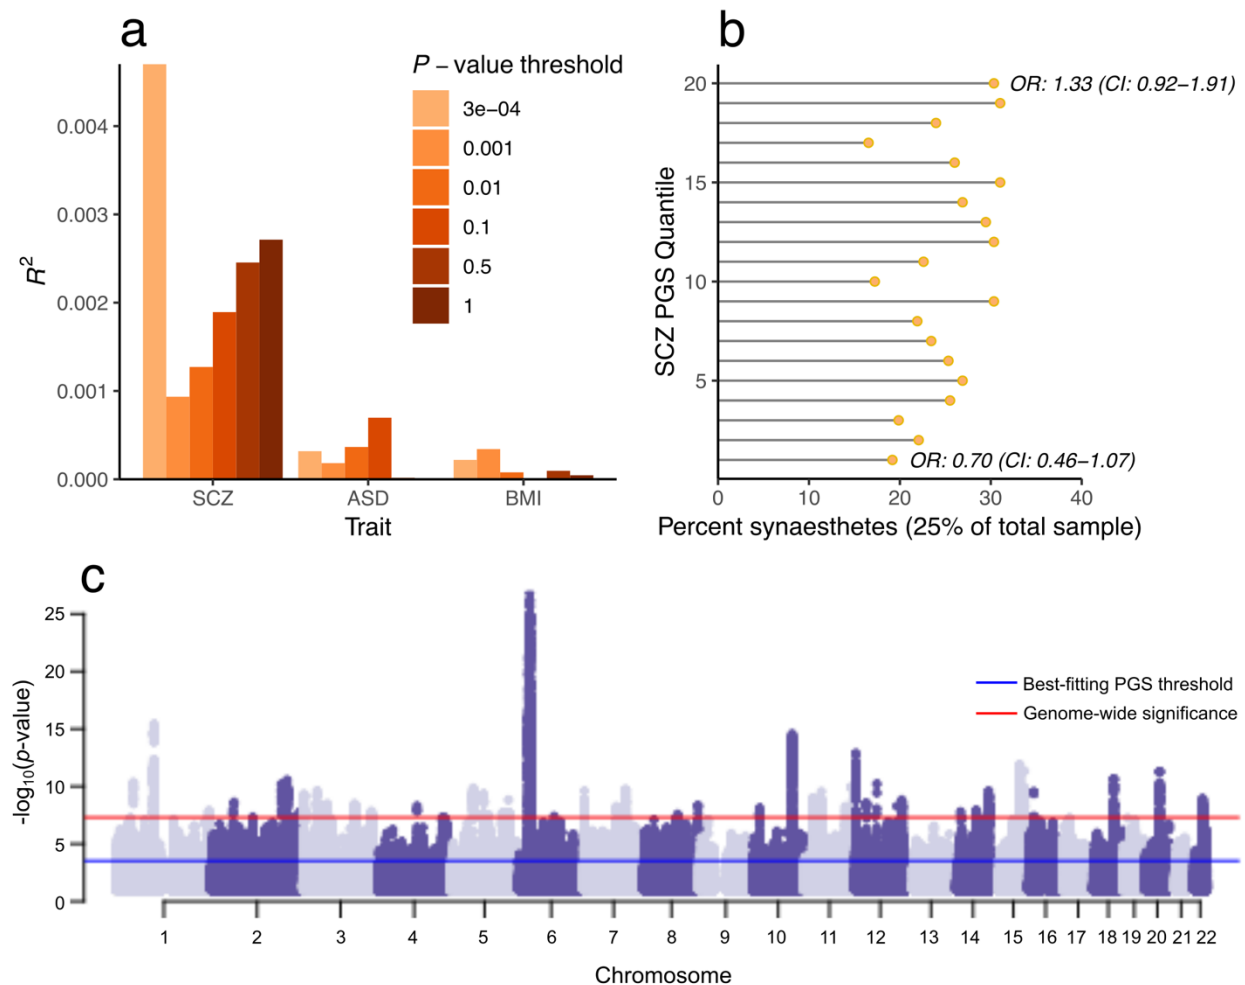 a
P – value threshold
3e−04
0.001
0.01
0.1
0.5
1
0.004
0.003
0.002
0.001
0.000
R²
SCZ ASD BMI
Trait
b
SCZ PGS Quantile
20
15
10
5
OR: 1.33 (CI: 0.92−1.91)
OR: 0.70 (CI: 0.46−1.07)
0 10 20 30 40
Percent synaesthetes (25% of total sample)
c
-log₁₀(p-value)
25
20
15
10
5
0
Best-fitting PGS threshold
Genome-wide significance
1 2 3 4 5 6 7 8 9 10 11 12 13 14 15 16 17 18 19 20 21 22
Chromosome